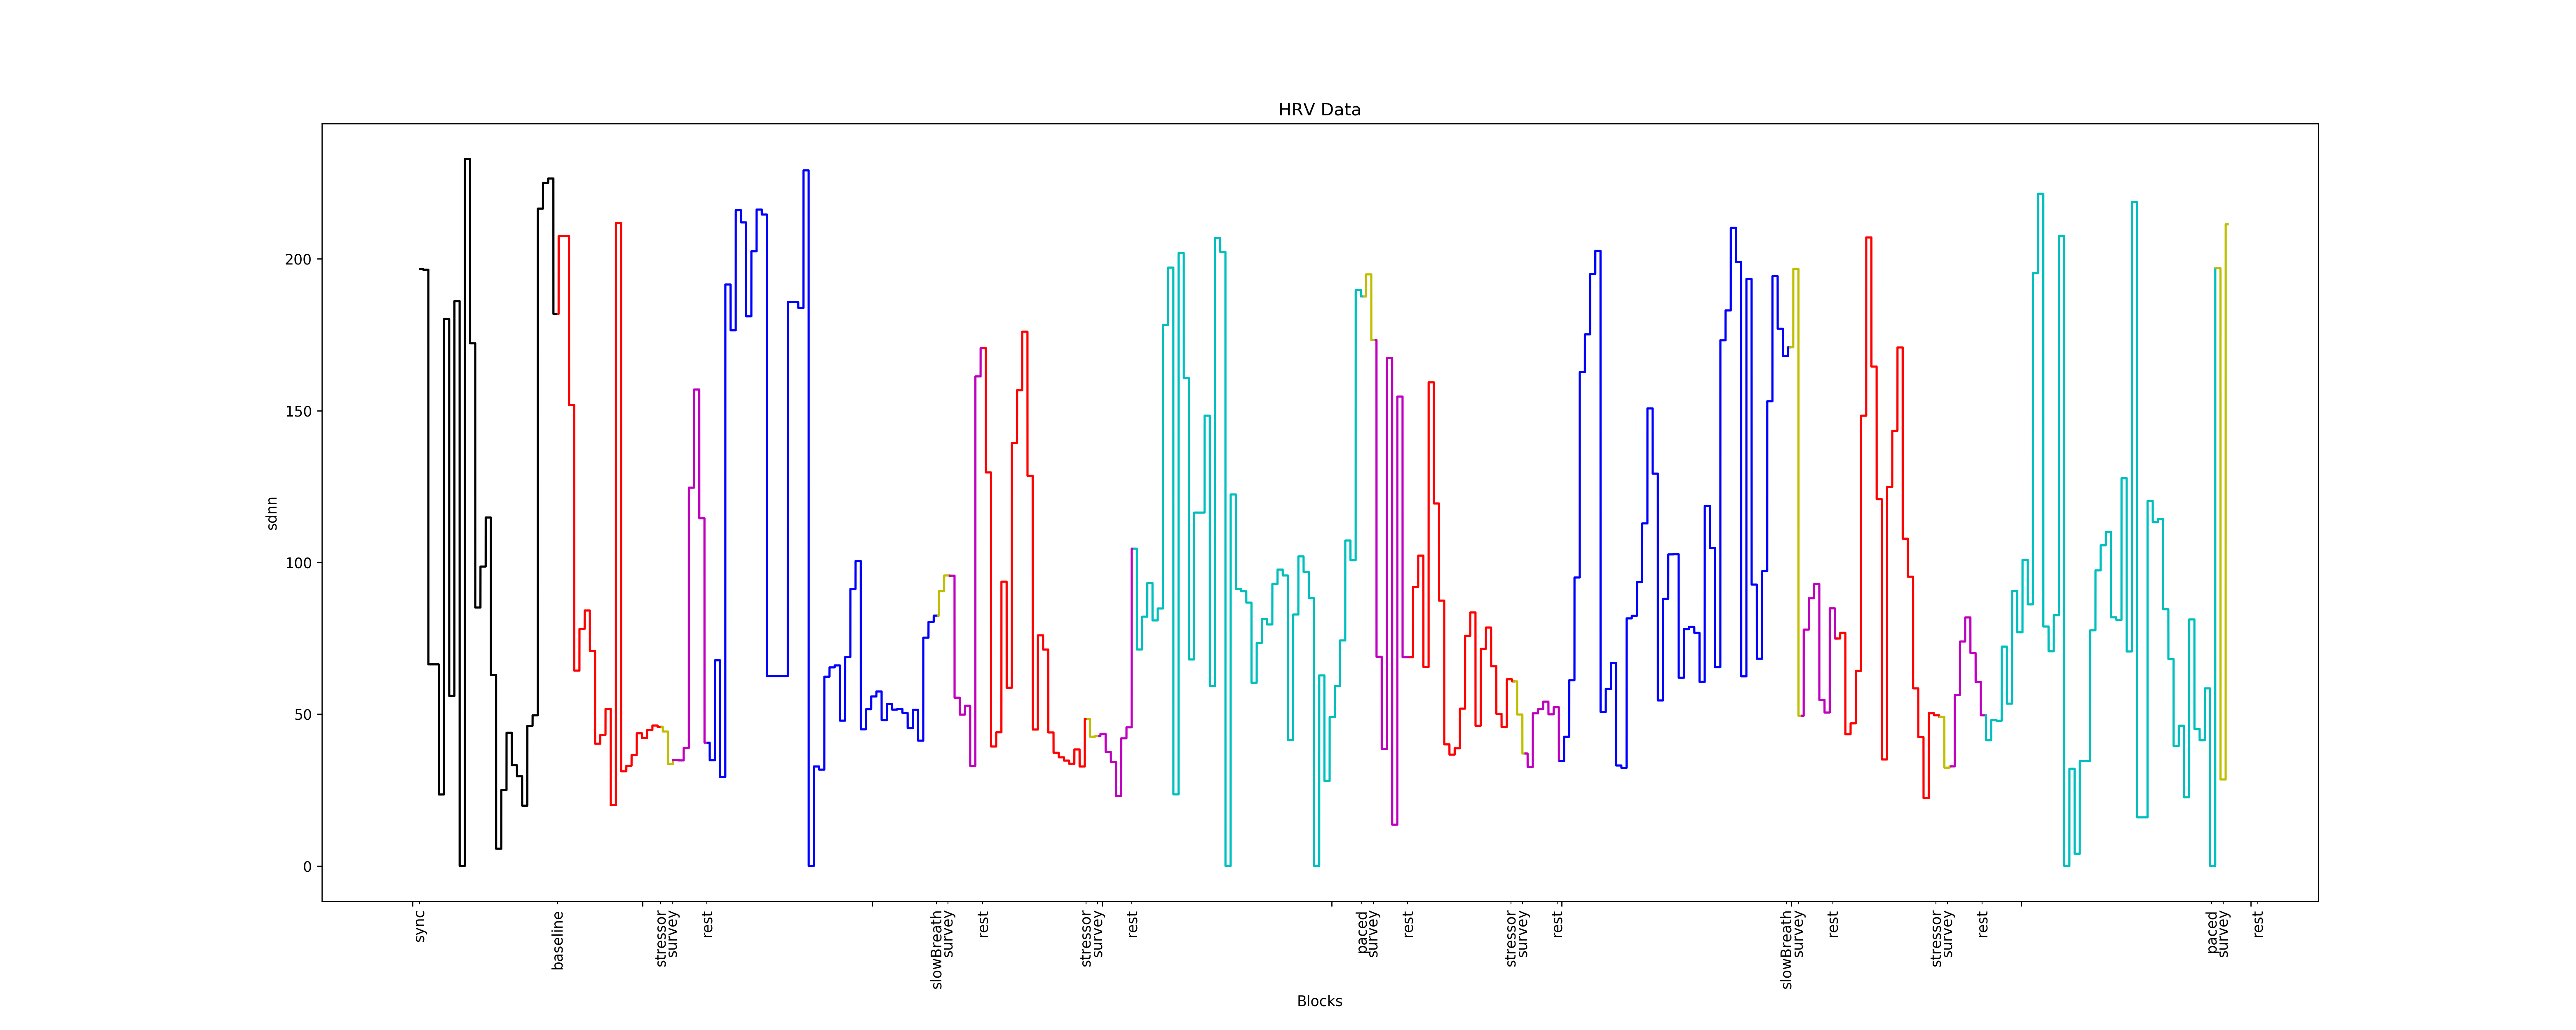 HRV Data
sdnn
200
150
100
50
0
sync
baseline
stressor
survey
rest
slowBreath
survey
rest
stressor
survey
rest
paced
survey
rest
stressor
survey
rest
slowBreath
survey
rest
stressor
survey
rest
paced
survey
rest
Blocks